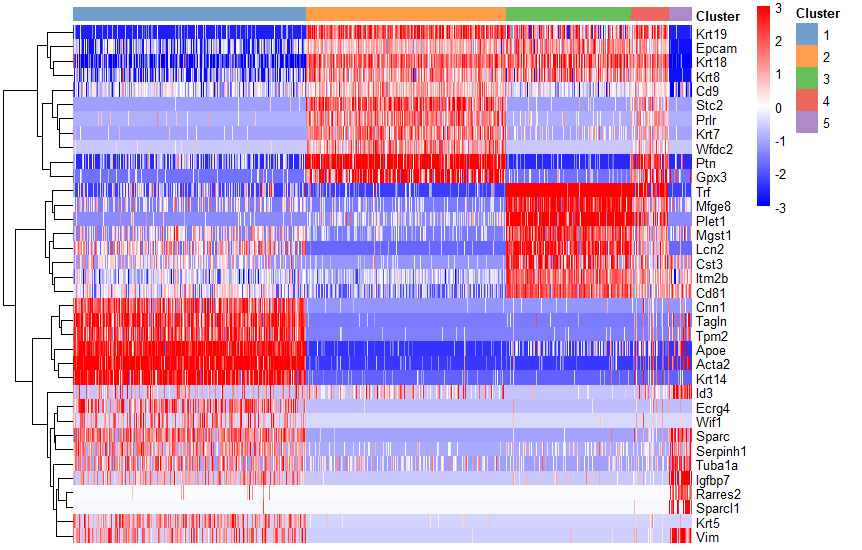 Cluster
Krt19
Epcam
Krt18
Krt8
Cd9
Stc2
Prlr
Krt7
Wfdc2
Ptn
Gpx3
Trf
Mfge8
Plet1
Mgst1
Lcn2
Cst3
Itm2b
Cd81
Cnn1
Tagln
Tpm2
Apoe
Acta2
Krt14
Id3
Ecrg4
Wif1
Sparc
Serpinh1
Tuba1a
Igfbp7
Rarres2
Sparcl1
Krt5
Vim
3
2
1
0
-1
-2
-3
Cluster
1
2
3
4
5